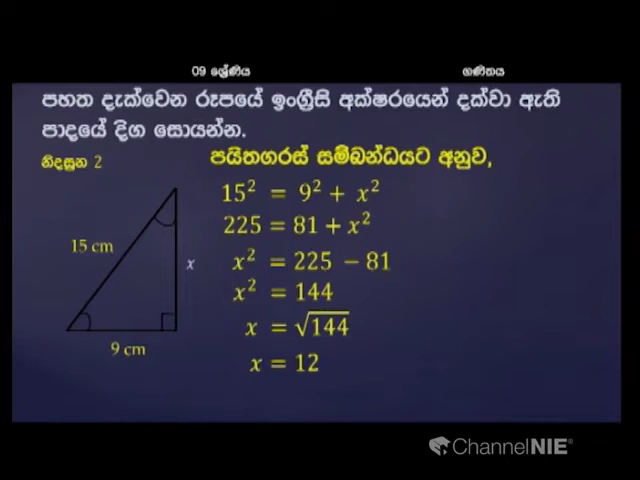 09 ශ්‍රේණිය ගණිතය
පහත දැක්වෙන රූපයේ ඉංග්‍රීසි අක්ෂරයෙන් දක්වා ඇති
පාදයේ දිග සොයන්න.
නිදසුන 2 පයිතගරස් සම්බන්ධයට අනුව,
15² = 9² + x²
225 = 81 + x²
15 cm
x
x² = 225 − 81
x² = 144
x = √144
9 cm
x = 12
ChannelNIE